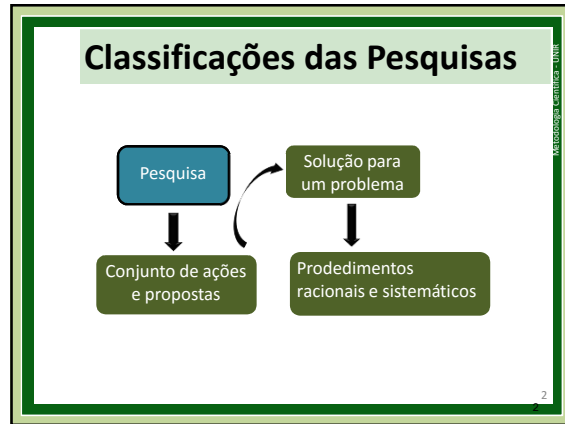 Classificações das Pesquisas
Metodologia Científica - UNIR
Pesquisa
Conjunto de ações
e propostas
Solução para
um problema
Prodedimentos
racionais e sistemáticos
2
2